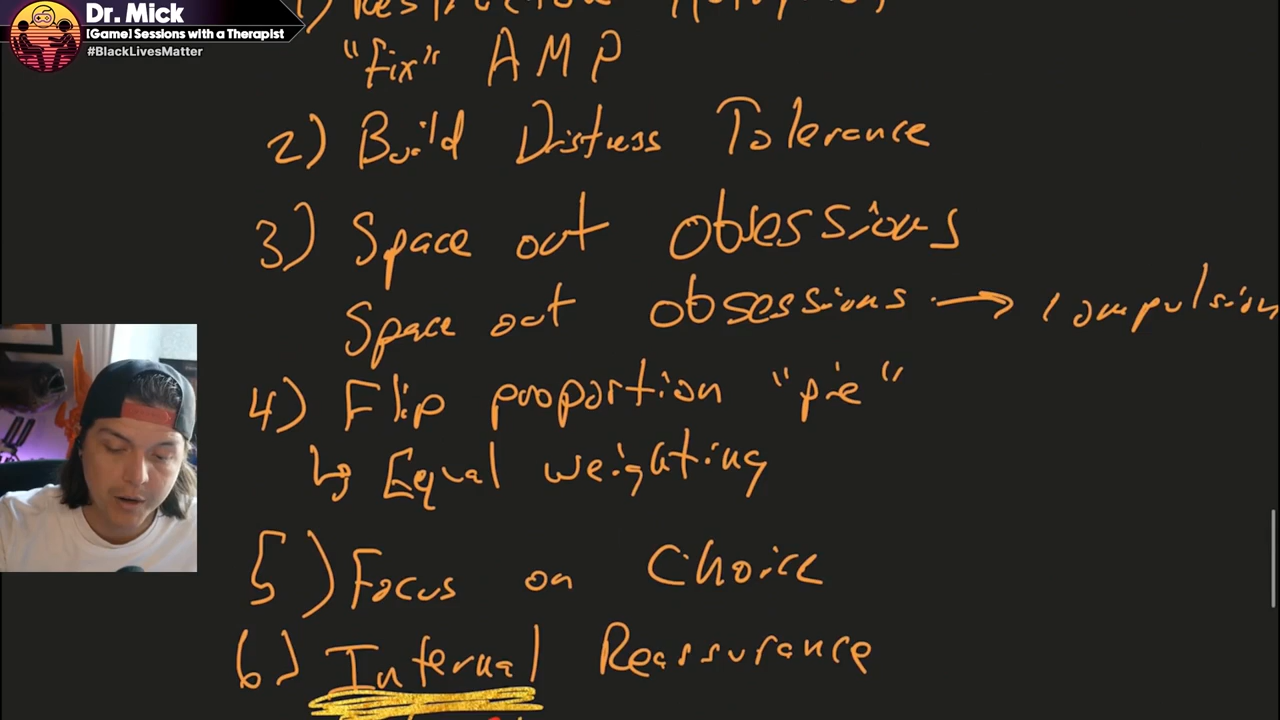 Dr. Mick
[Game] Sessions with a Therapist
#BlackLivesMatter
"fix" AMP
2) Build Distress Tolerance
3) Space out obsessions
Space out obsessions → compulsion
4) Flip proportion "pie"
↳ Equal weighting
5) Focus on Choice
6) Internal Reassurance